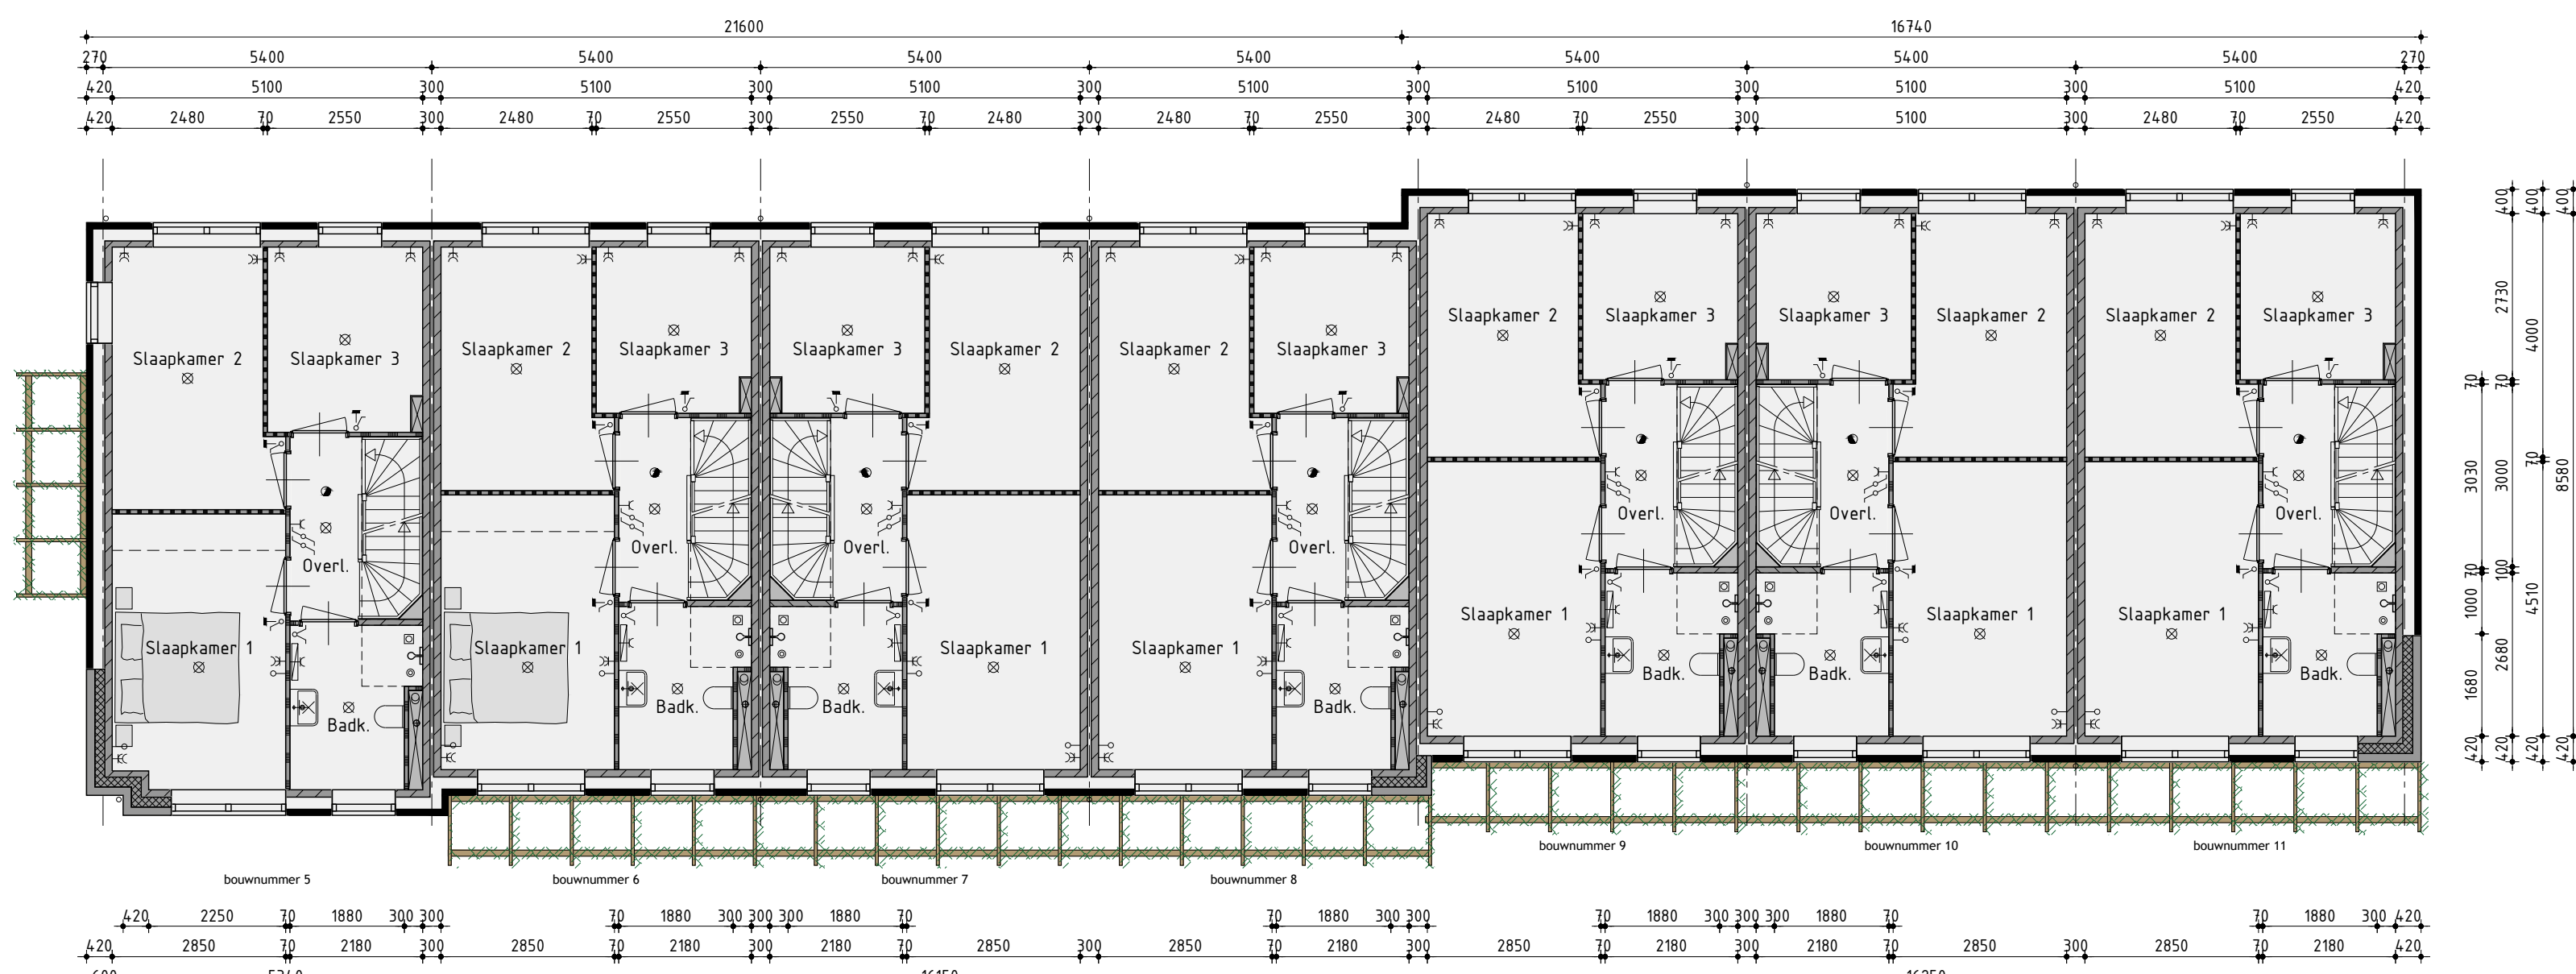 21600 16740
270 5400 5400 5400 5400 5400 5400 5400 270
420 5100 300 5100 300 5100 300 5100 300 5100 300 5100 300 5100 420
420 2480 70 2550 300 2480 70 2550 300 2550 70 2480 300 2480 70 2550 300 2480 70 2550 300 5100 300 2480 70 2550 420
400 400 400
Slaapkamer 2 Slaapkamer 3 Slaapkamer 3 Slaapkamer 2 Slaapkamer 2 Slaapkamer 3
2730 4000
Slaapkamer 2 Slaapkamer 3 Slaapkamer 2 Slaapkamer 3 Slaapkamer 3 Slaapkamer 2 Slaapkamer 2 Slaapkamer 3
70 70
3030 3000 70 8580
Overl. Overl. Overl.
Overl. Overl. Overl. Overl.
70 100
1000 4510
Slaapkamer 1 Slaapkamer 1 Slaapkamer 1
Slaapkamer 1 Slaapkamer 1 Slaapkamer 1 Slaapkamer 1
1680 2680
Badk. Badk. Badk.
Badk. Badk. Badk. Badk.
420 420 420 420
bouwnummer 9 bouwnummer 10 bouwnummer 11
bouwnummer 5 bouwnummer 6 bouwnummer 7 bouwnummer 8
420 2250 70 1880 300 300 70 1880 300 300 300 1880 70 70 1880 300 300 70 1880 300 300 300 1880 70 70 1880 300 420
420 2850 70 2180 300 2850 70 2180 300 2180 70 2850 300 2850 70 2180 300 2850 70 2180 300 2180 70 2850 300 2850 70 2180 420
600 5240 16150 16250